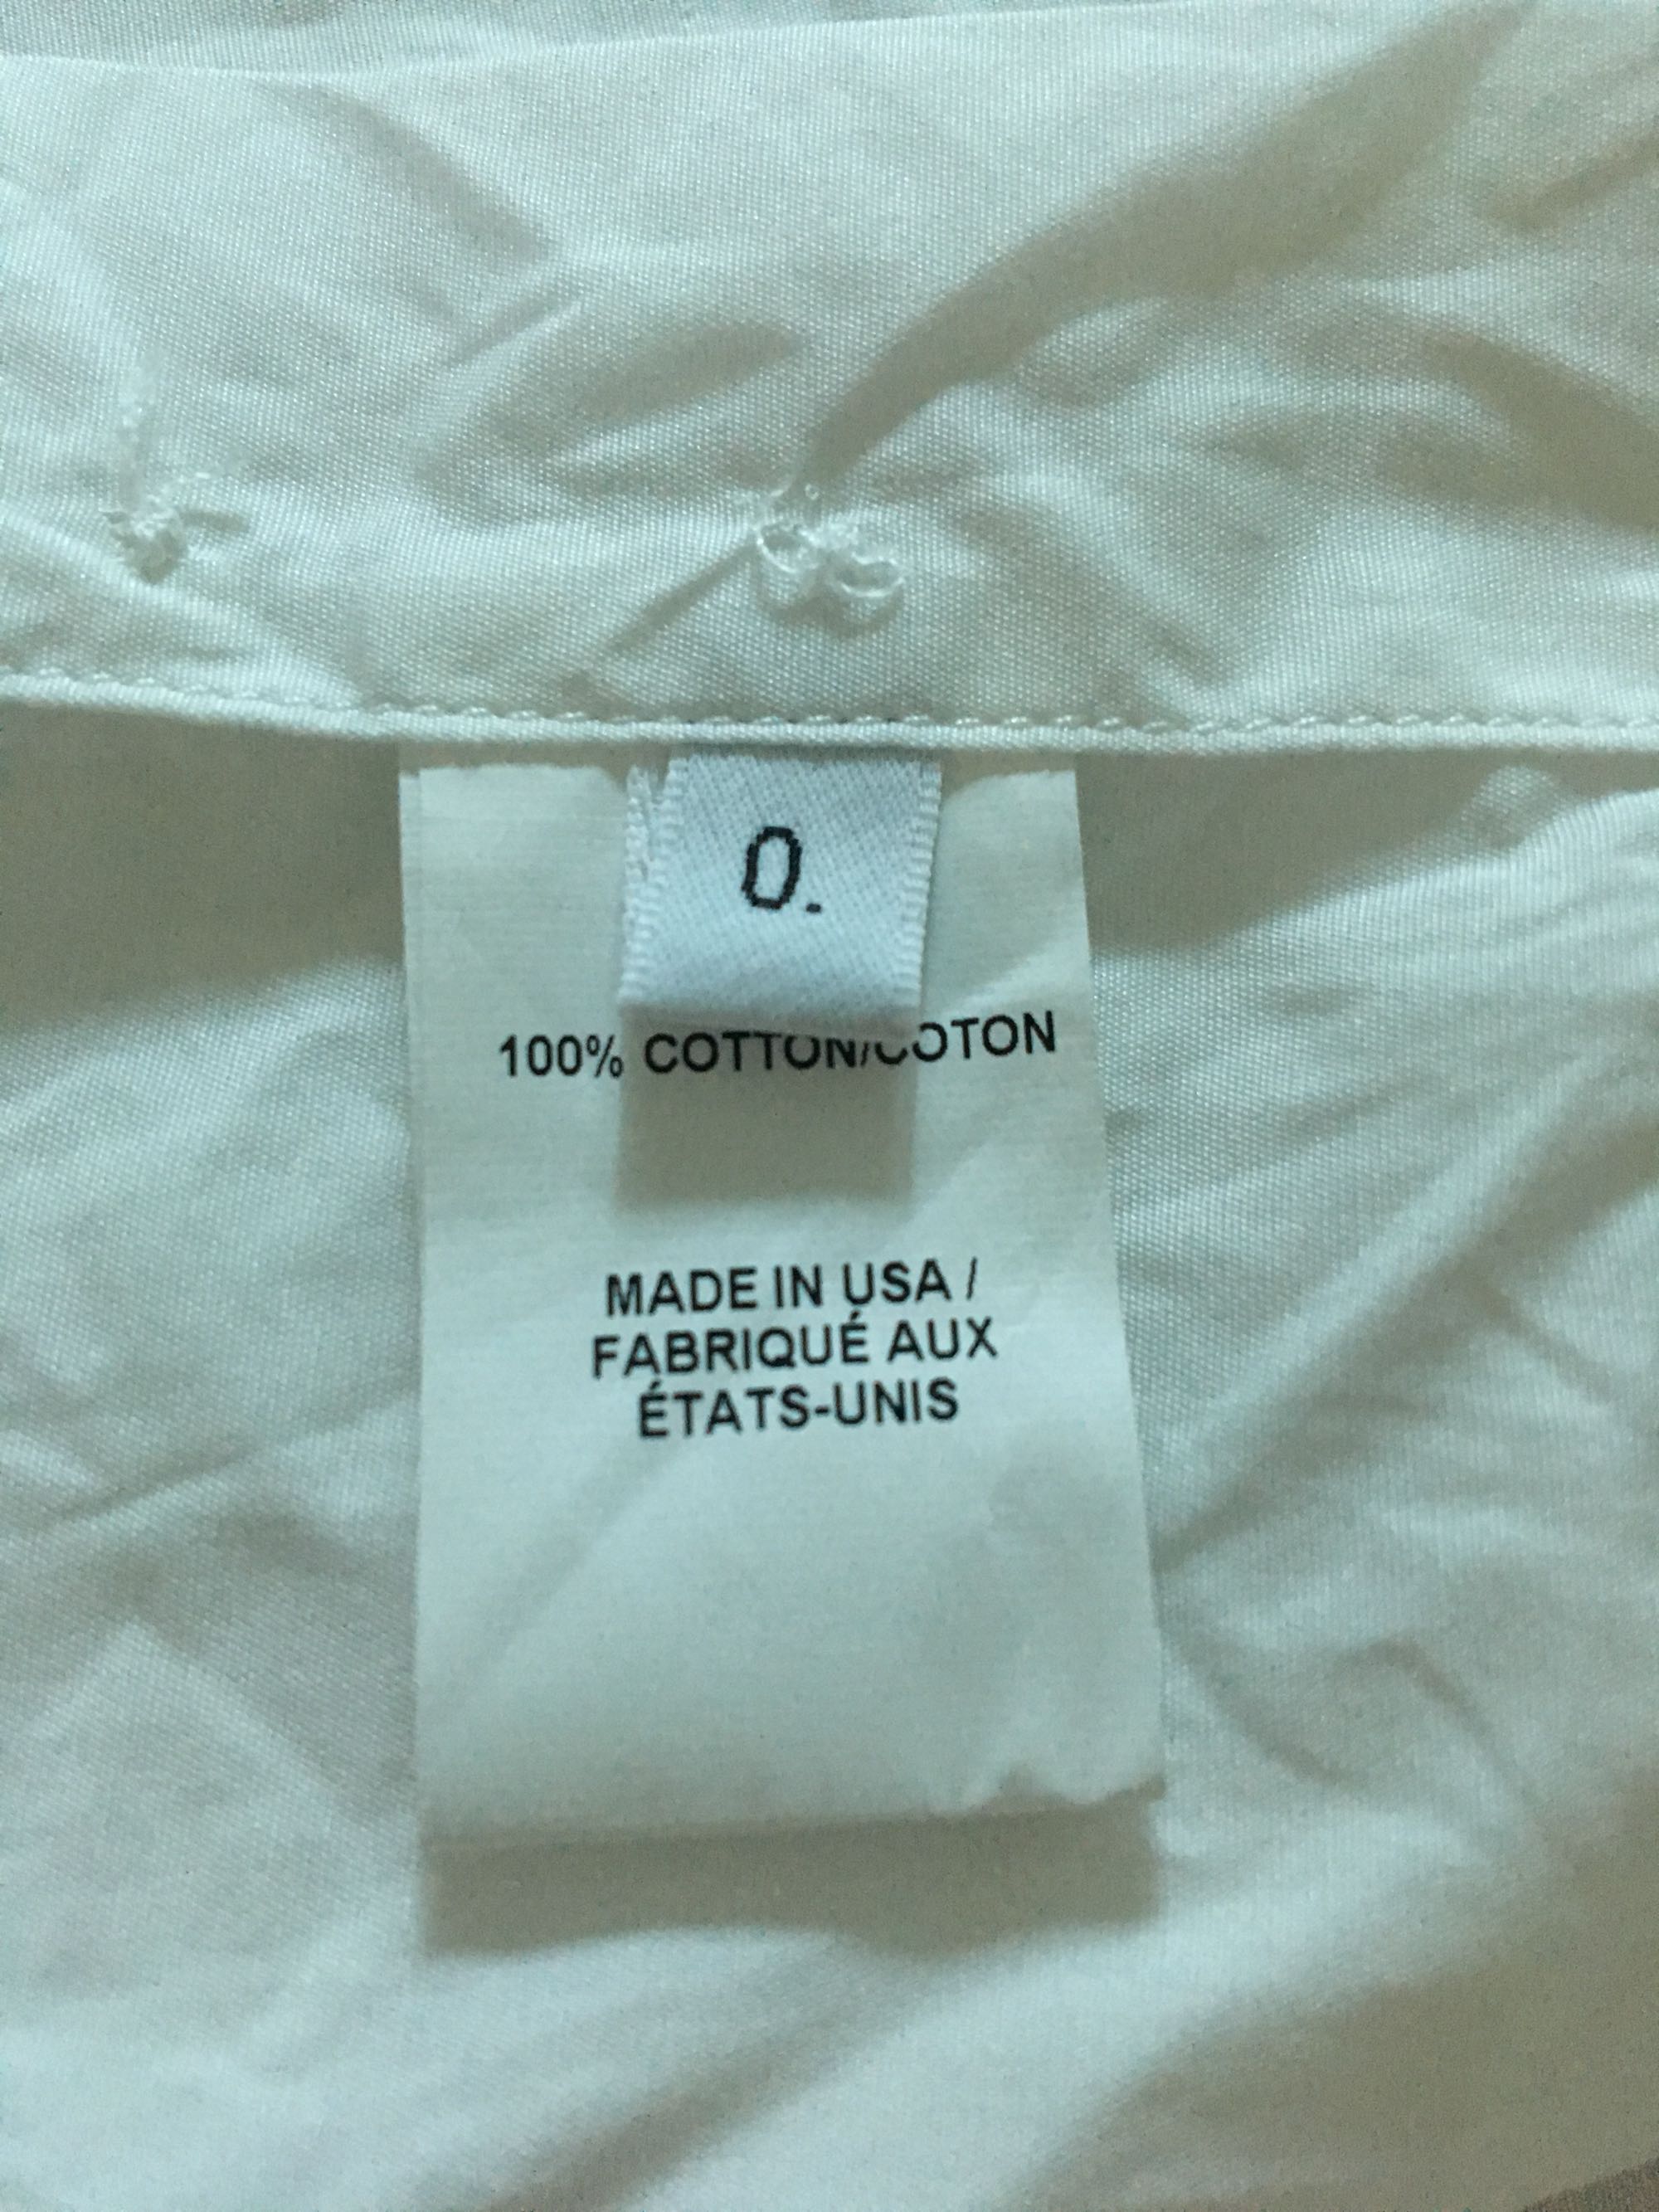 0.
100% COTTON/COTON
MADE IN USA /
FABRIQUÉ AUX
ÉTATS-UNIS